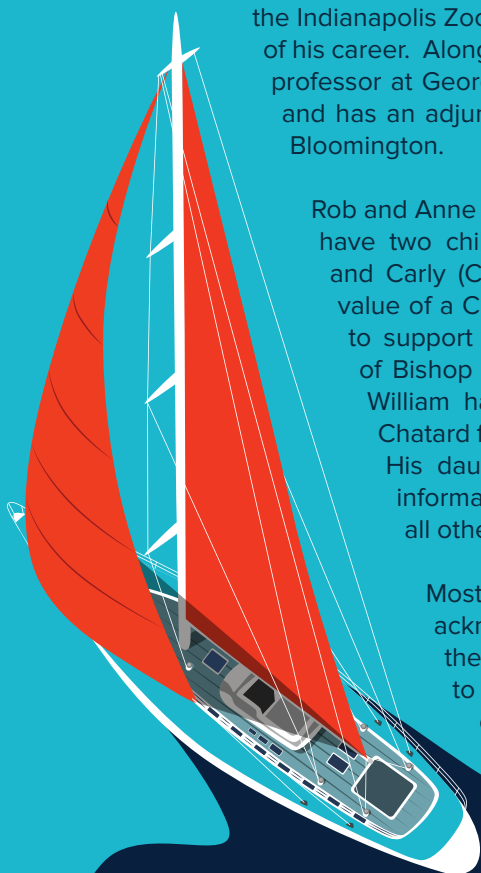 the Indianapolis Zoo
of his career. Along
professor at Geor
and has an adjun
Bloomington.
Rob and Anne
have two chi
and Carly (C
value of a C
to support
of Bishop
William ha
Chatard f
His dau
informa
all othe
Most
ackn
the
to